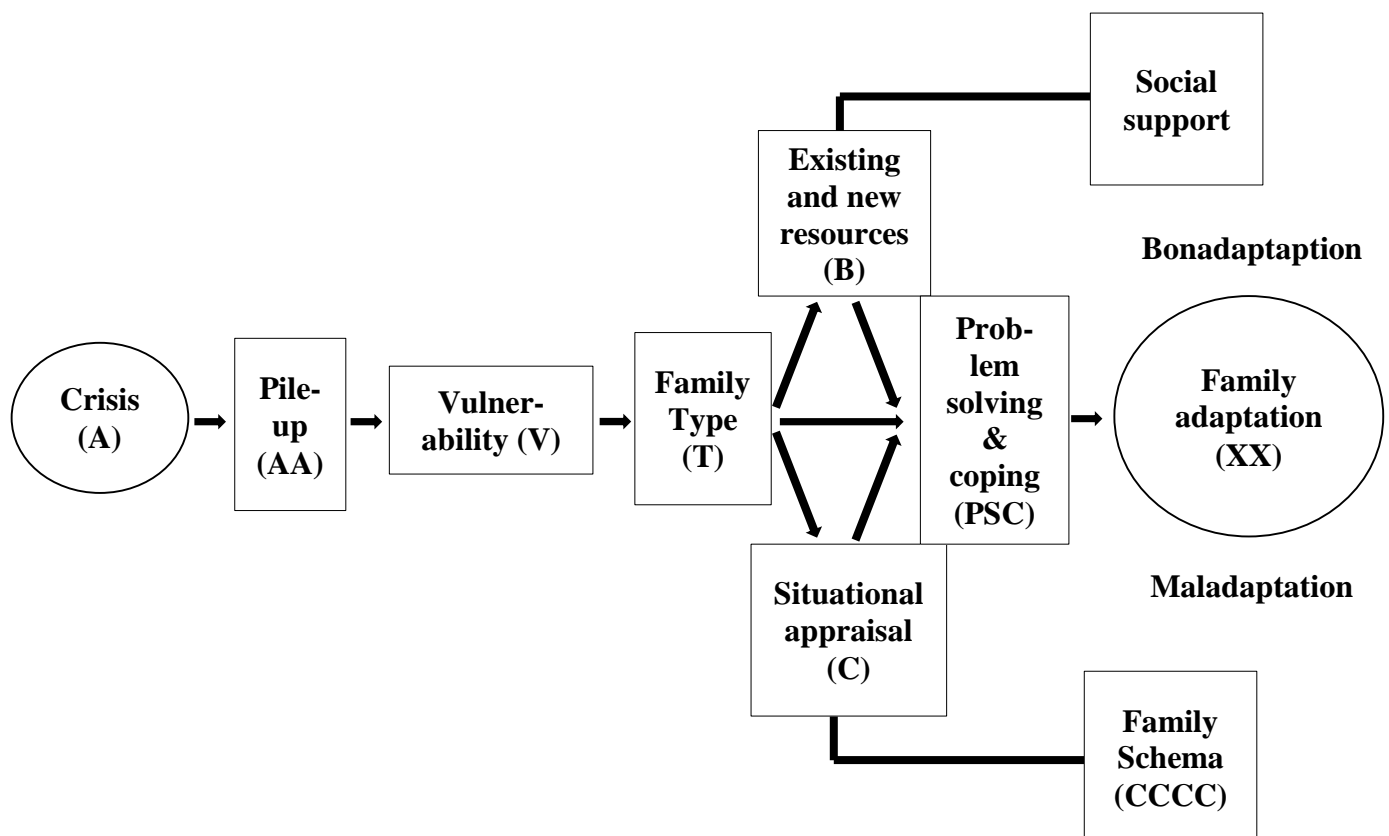 Crisis
(A)
Pile-
up
(AA)
Vulner-
ability (V)
Family
Type
(T)
Existing
and new
resources
(B)
Social
support
Situational
appraisal
(C)
Family
Schema
(CCCC)
Prob-
lem
solving
&
coping
(PSC)
Bonadaptaption
Family
adaptation
(XX)
Maladaptation